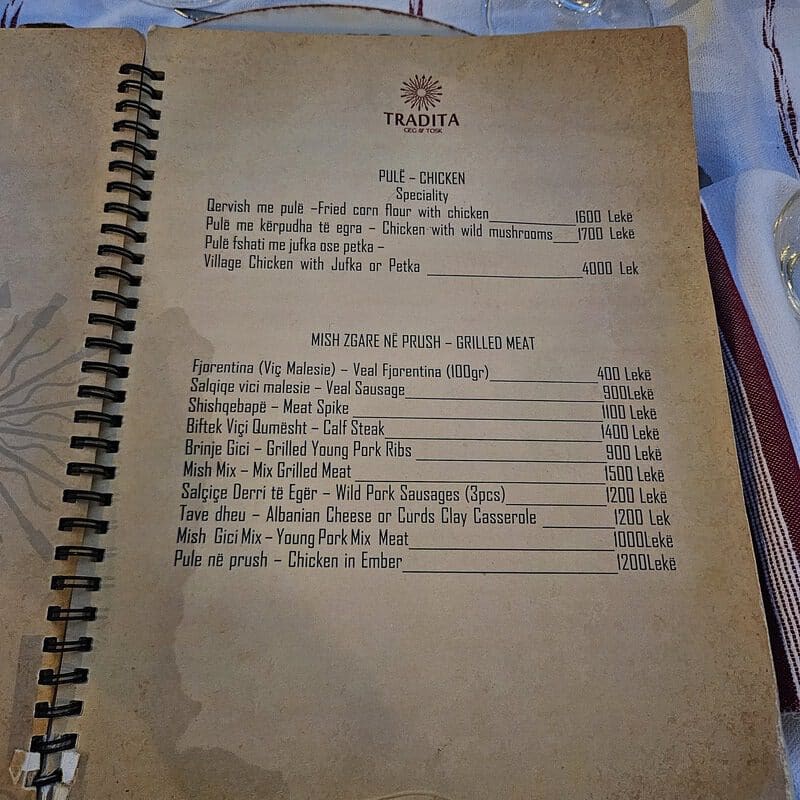 TRADITA
GEG & TOSK
PULË – CHICKEN
Speciality
Qervish me pulë –Fried corn flour with chicken 1600 Lekë
Pulë me kërpudha të egra – Chicken with wild mushrooms 1700 Lekë
Pulë fshati me jufka ose petka –
Village Chicken with Jufka or Petka 4000 Lek
MISH ZGARE NË PRUSH – GRILLED MEAT
Fjorentina (Viç Malesie) – Veal Fjorentina (100gr) 400 Lekë
Salqiqe vici malesie – Veal Sausage 900Lekë
Shishqebapë – Meat Spike 1100 Lekë
Biftek Viçi Qumësht – Calf Steak 1400 Lekë
Brinje Gici – Grilled Young Pork Ribs 900 Lekë
Mish Mix – Mix Grilled Meat 1500 Lekë
Salçiçe Derri të Egër – Wild Pork Sausages (3pcs) 1200 Lekë
Tave dheu – Albanian Cheese or Curds Clay Casserole 1200 Lek
Mish Gici Mix – Young Pork Mix Meat 1000Lekë
Pule në prush – Chicken in Ember 1200Lekë